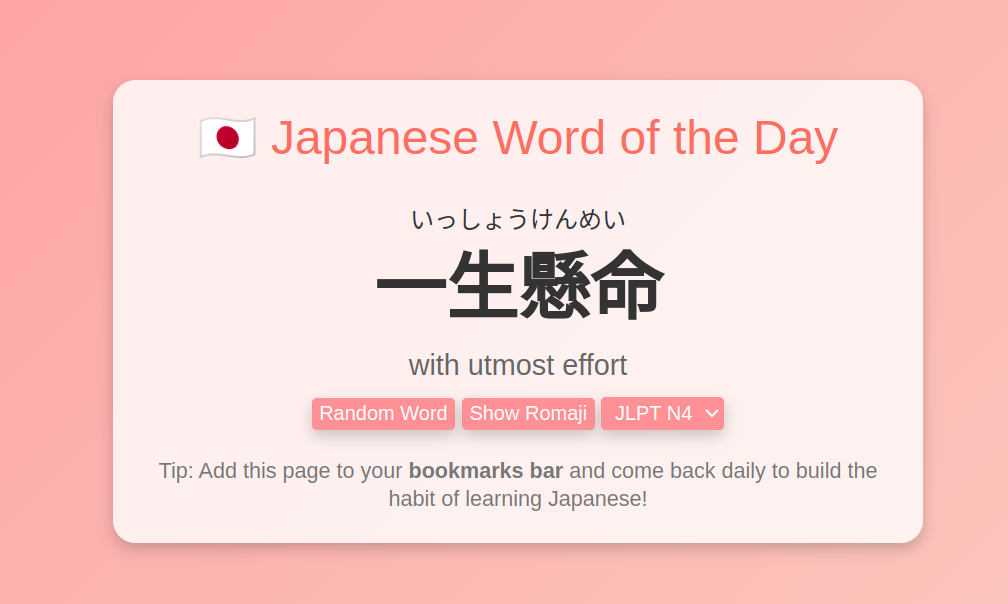 🇯🇵 Japanese Word of the Day
いっしょうけんめい
一生懸命
with utmost effort
Random Word Show Romaji JLPT N4
Tip: Add this page to your bookmarks bar and come back daily to build the
habit of learning Japanese!